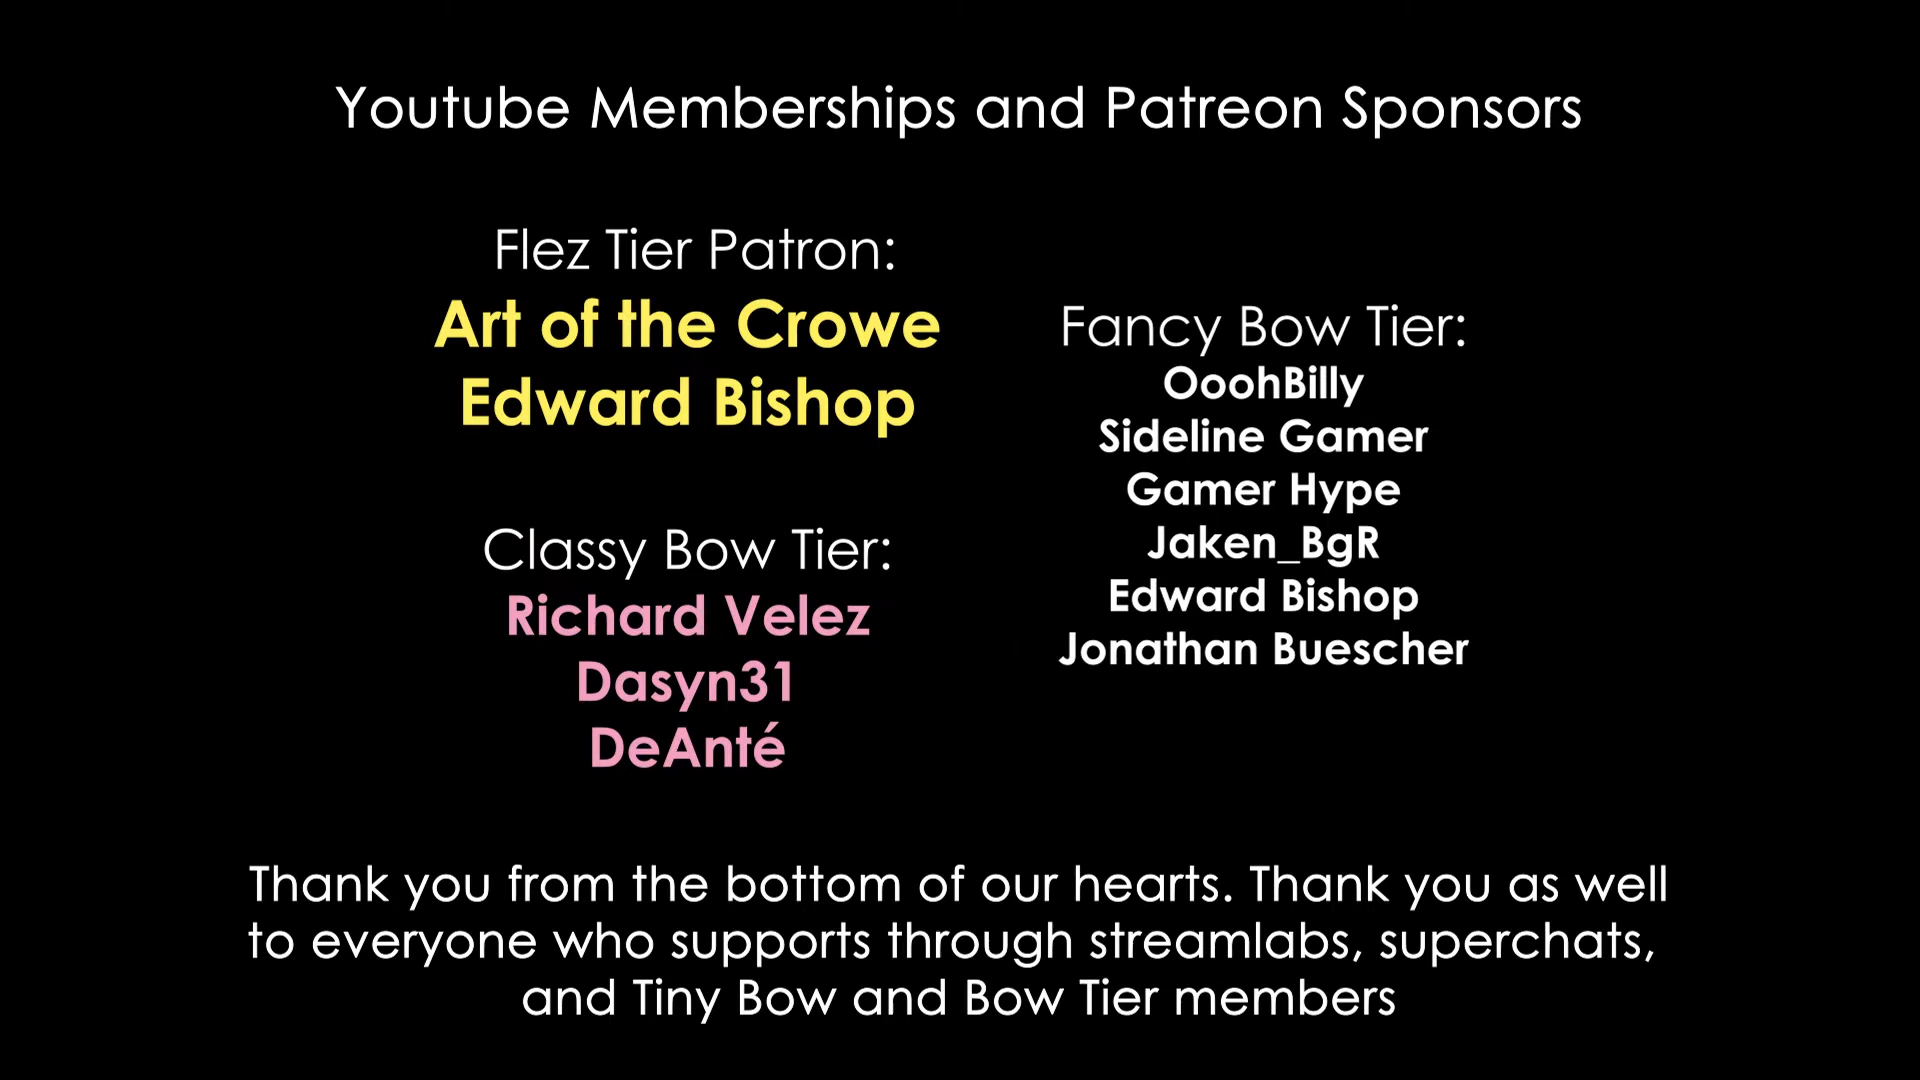 Youtube Memberships and Patreon Sponsors
Flez Tier Patron:
Art of the Crowe
Edward Bishop
Classy Bow Tier:
Richard Velez
Dasyn31
DeAnté
Fancy Bow Tier:
OoohBilly
Sideline Gamer
Gamer Hype
Jaken_BgR
Edward Bishop
Jonathan Buescher
Thank you from the bottom of our hearts. Thank you as well
to everyone who supports through streamlabs, superchats,
and Tiny Bow and Bow Tier members